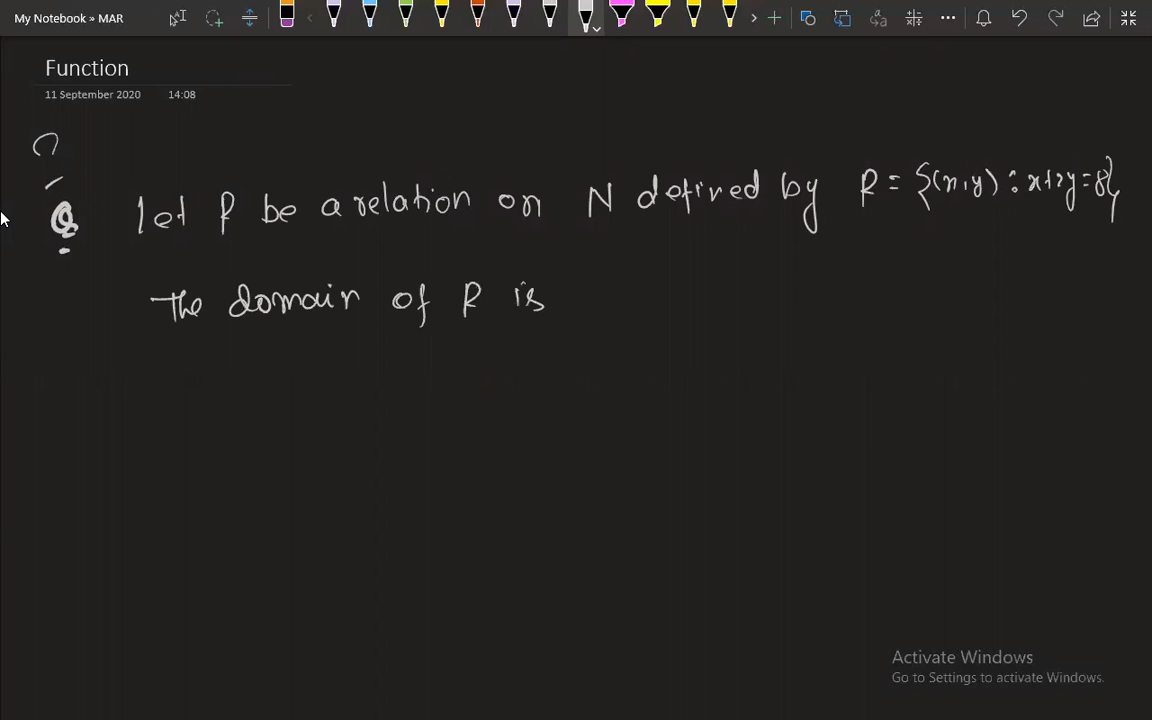 My Notebook » MAR
Function
11 September 2020 14:08
Q
Let R be a relation on N defined by R = {(x,y) : x+2y=8}
The domain of R is
Activate Windows
Go to Settings to activate Windows.